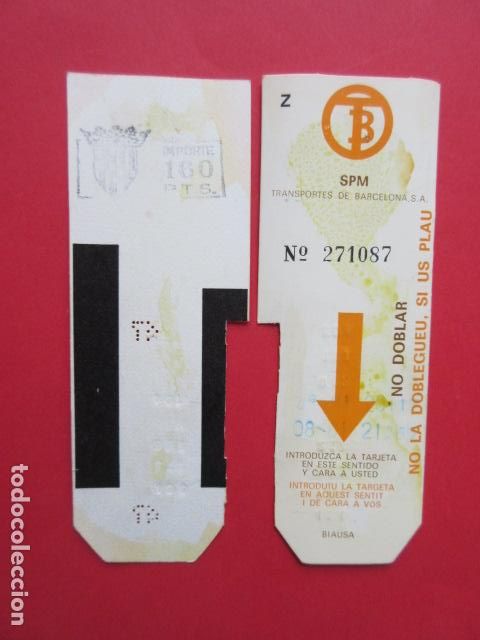 IMPORTE
160
PTS.
Z
TB
SPM
TRANSPORTES DE BARCELONA, S.A.
Nº 271087
NO DOBLAR
NO LA DOBLEGUEU, SI US PLAU
INTRODUZCA LA TARJETA
EN ESTE SENTIDO
Y CARA A USTED
INTRODUIU LA TARGETA
EN AQUEST SENTIT
I DE CARA A VOS
BIAUSA
todocoleccion